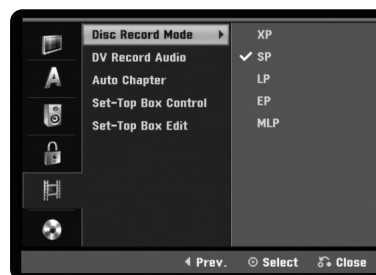 Disc Record Mode
DV Record Audio
Auto Chapter
Set-Top Box Control
Set-Top Box Edit
XP
✔ SP
LP
EP
MLP
Prev. Select Close